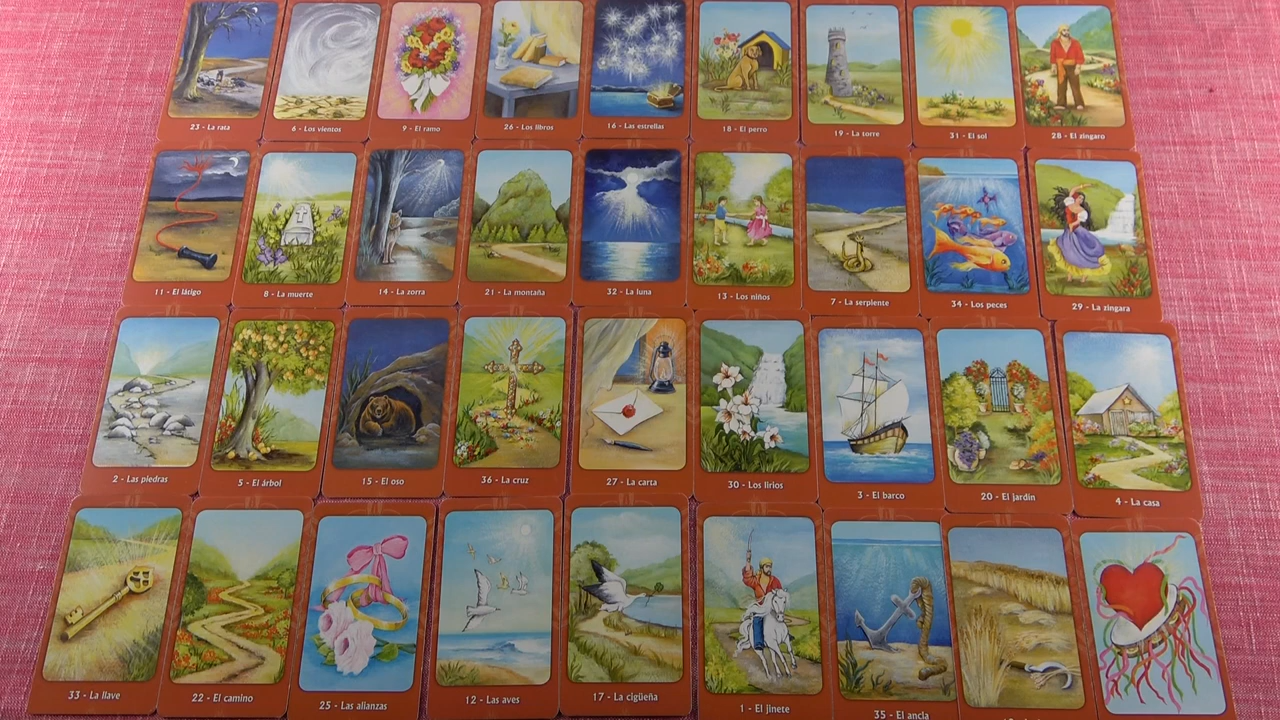 23 - La rata
6 - Los vientos
9 - El ramo
26 - Los libros
16 - Las estrellas
18 - El perro
19 - La torre
31 - El sol
28 - El zíngaro
11 - El látigo
8 - La muerte
14 - La zorra
21 - La montaña
32 - La luna
13 - Los niños
7 - La serpiente
34 - Los peces
29 - La zíngara
2 - Las piedras
5 - El árbol
15 - El oso
36 - La cruz
27 - La carta
30 - Los lirios
3 - El barco
20 - El jardín
4 - La casa
33 - La llave
22 - El camino
25 - Las alianzas
12 - Las aves
17 - La cigüeña
1 - El jinete
35 - El ancla